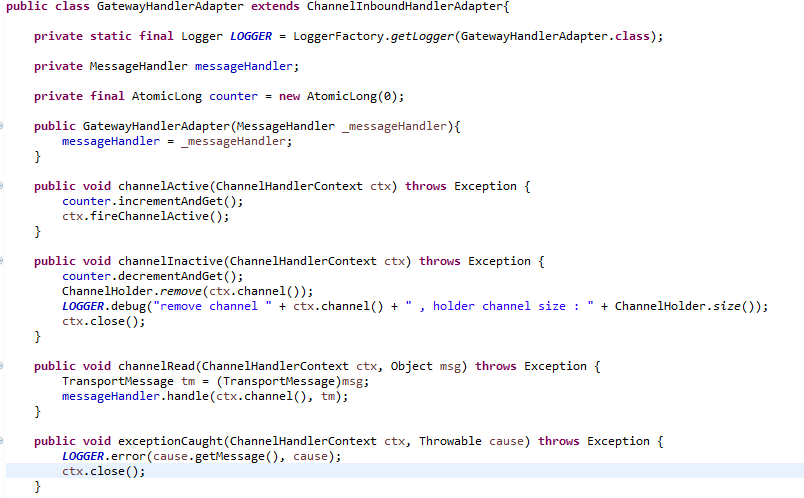 public class GatewayHandlerAdapter extends ChannelInboundHandlerAdapter{
private static final Logger LOGGER = LoggerFactory.getLogger(GatewayHandlerAdapter.class);
private MessageHandler messageHandler;
private final AtomicLong counter = new AtomicLong(0);
public GatewayHandlerAdapter(MessageHandler _messageHandler){
messageHandler = _messageHandler;
}
public void channelActive(ChannelHandlerContext ctx) throws Exception {
counter.incrementAndGet();
ctx.fireChannelActive();
}
public void channelInactive(ChannelHandlerContext ctx) throws Exception {
counter.decrementAndGet();
ChannelHolder.remove(ctx.channel());
LOGGER.debug("remove channel " + ctx.channel() + " , holder channel size : " + ChannelHolder.size());
ctx.close();
}
public void channelRead(ChannelHandlerContext ctx, Object msg) throws Exception {
TransportMessage tm = (TransportMessage)msg;
messageHandler.handle(ctx.channel(), tm);
}
public void exceptionCaught(ChannelHandlerContext ctx, Throwable cause) throws Exception {
LOGGER.error(cause.getMessage(), cause);
ctx.close();
}